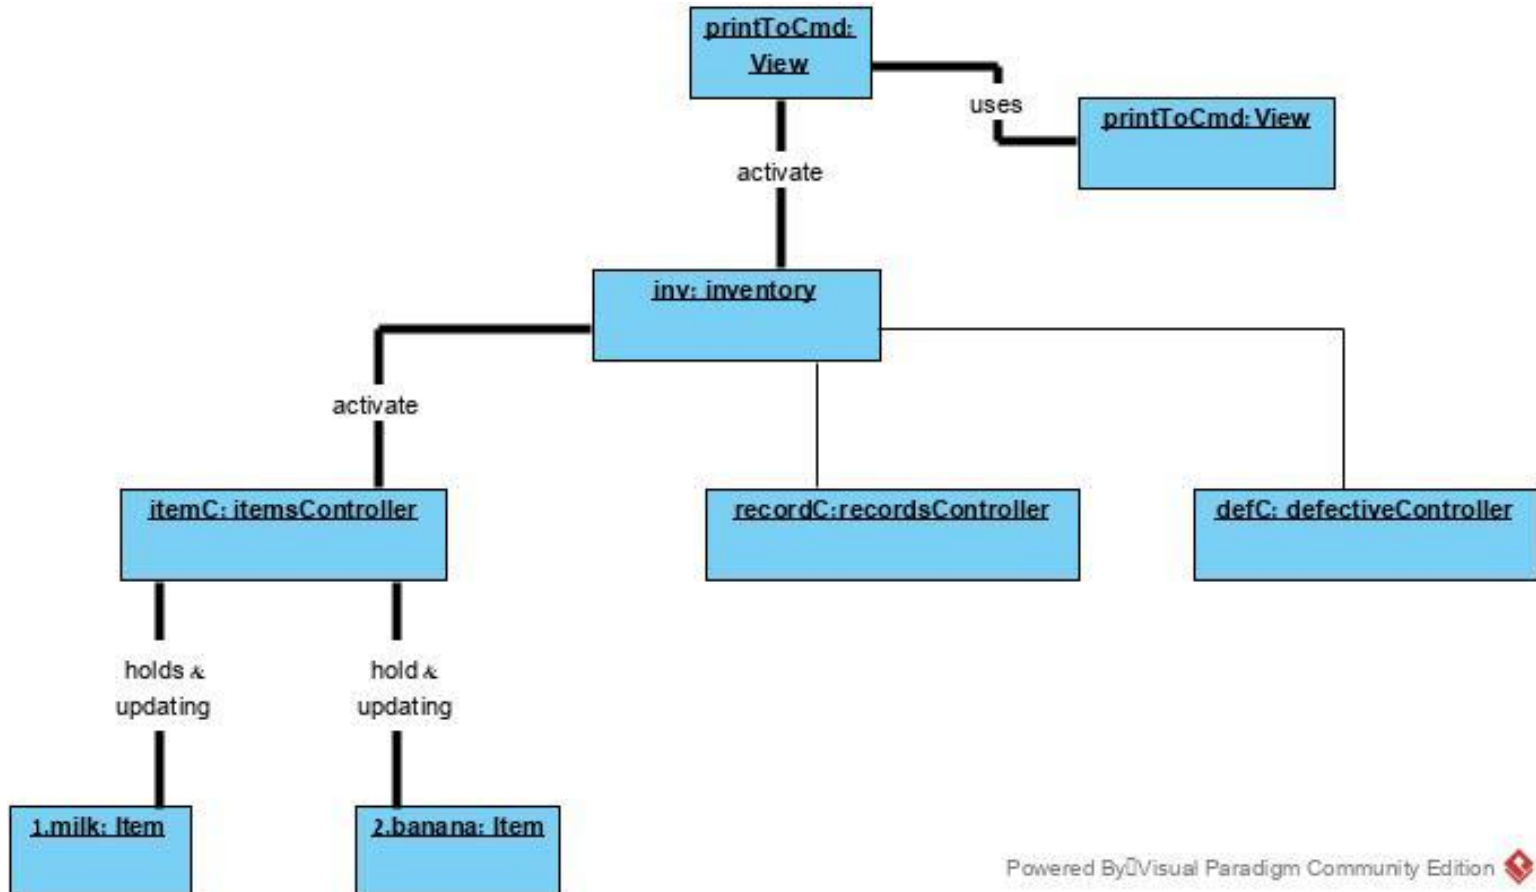 printToCmd:
View
uses
printToCmd: View
activate
inv: inventory
activate
itemC: itemsController
recordC:recordsController
defC: defectiveController
holds &
updating
hold &
updating
1.milk: Item
2.banana: Item
Powered By▯Visual Paradigm Community Edition